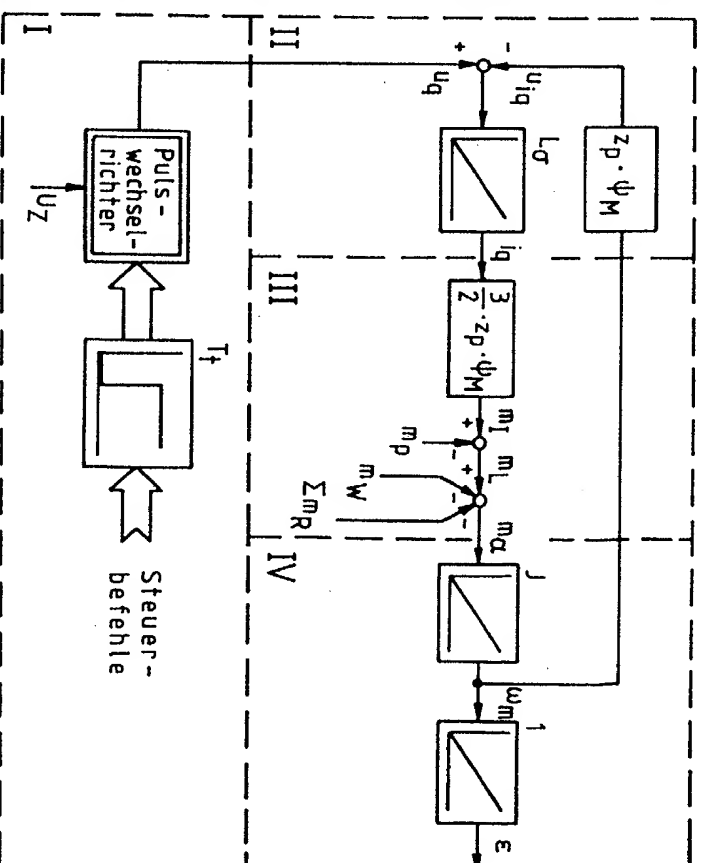 I
II
III
IV
Puls-
wechsel-
richter
U_Z
T_t
Steuer-
befehle
+
-
u_q
u_iq
L_σ
z_p · ψ_M
i_q
3/2 · z_p · ψ_M
m_I
+
-
m_p
m_L
+
-
-
m_W
Σm_R
m_α
J
ω_m
1
ε